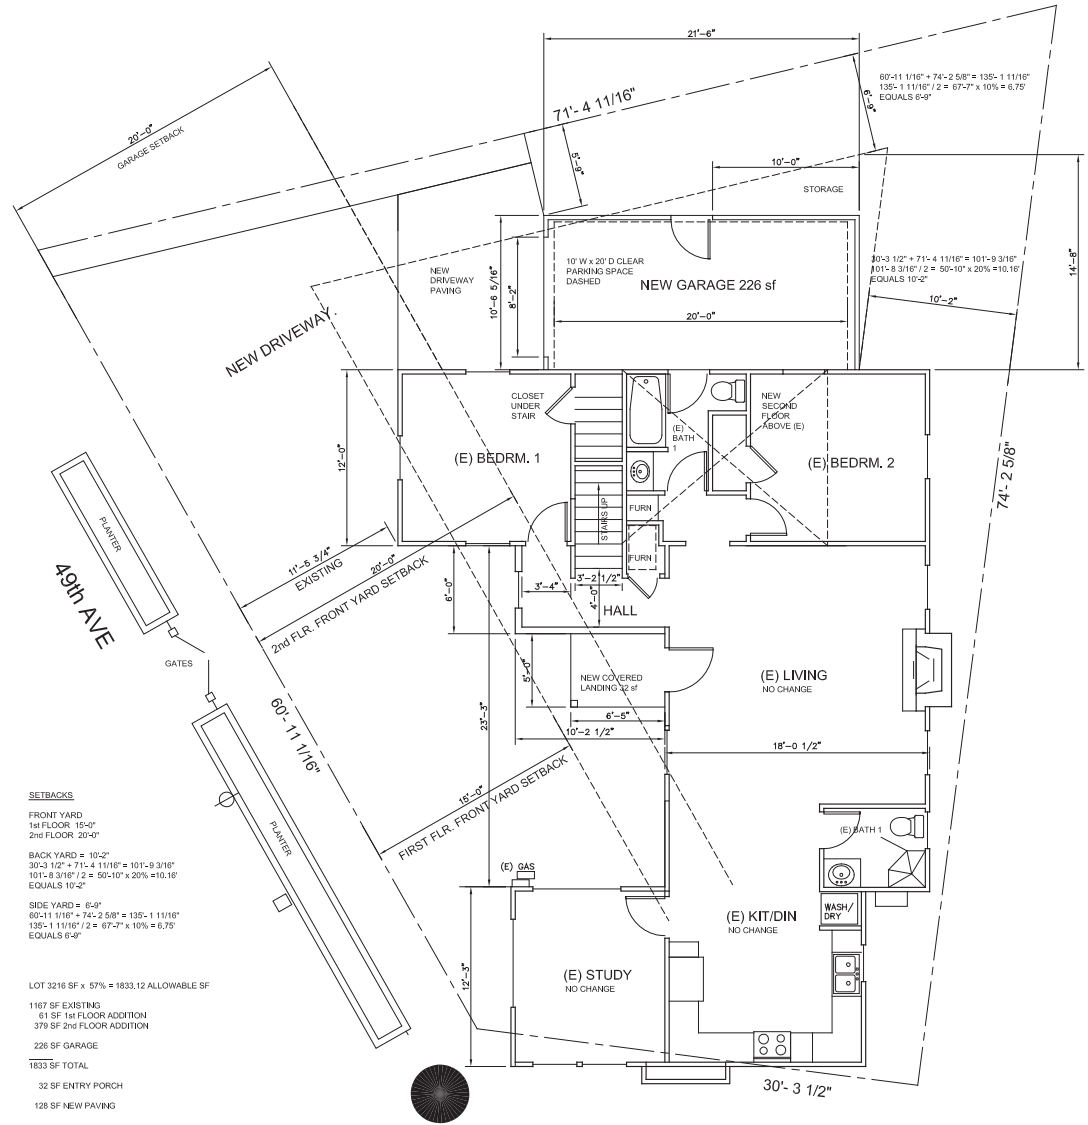 21'-6"
71'- 4 11/16"
20'-0"
GARAGE SETBACK
5'-9"
6'-9"
60'-11 1/16" + 74'- 2 5/8" = 135'- 1 11/16"
135'- 1 11/16" / 2 = 67'-7" x 10% = 6.75'
EQUALS 6'-9"
10'-0"
STORAGE
14'-8"
NEW
DRIVEWAY
PAVING
10'-6 5/16"
8'-2"
10' W x 20' D CLEAR
PARKING SPACE
DASHED
NEW GARAGE 226 sf
20'-0"
30'-3 1/2" + 71'- 4 11/16" = 101'-9 3/16"
101'- 8 3/16" / 2 = 50'-10" x 20% =10.16'
EQUALS 10'-2"
10'-2"
NEW DRIVEWAY.
12'-0"
CLOSET
UNDER
STAIR
(E) BEDRM. 1
(E)
BATH
1
NEW
SECOND
FLOOR
ABOVE (E)
(E) BEDRM. 2
74'- 2 5/8"
STAIRS UP
FURN
FURN
PLANTER
49th AVE
11'-6 3/4"
EXISTING
20'-0"
2nd FLR. FRONT YARD SETBACK
6'-0"
3'-4"
3'-2 1/2"
4'-0"
HALL
GATES
5'-0"
NEW COVERED
LANDING 32 sf
(E) LIVING
NO CHANGE
6'-5"
10'-2 1/2"
23'-3"
18'-0 1/2"
60'- 11 1/16"
15'-0"
FIRST FLR. FRONT YARD SETBACK
PLANTER
(E) BATH 1
(E) GAS
WASH/
DRY
(E) KIT/DIN
NO CHANGE
12'-3"
(E) STUDY
NO CHANGE
30'- 3 1/2"
SETBACKS
FRONT YARD
1st FLOOR 15'-0"
2nd FLOOR 20'-0"
BACK YARD = 10'-2"
30'-3 1/2" + 71'- 4 11/16" = 101'-9 3/16"
101'- 8 3/16" / 2 = 50'-10" x 20% =10.16'
EQUALS 10'-2"
SIDE YARD = 6'-9"
60'-11 1/16" + 74'- 2 5/8" = 135'- 1 11/16"
135'- 1 11/16" / 2 = 67'-7" x 10% = 6.75'
EQUALS 6'-9"
LOT 3216 SF x 57% = 1833.12 ALLOWABLE SF
1167 SF EXISTING
61 SF 1st FLOOR ADDITION
379 SF 2nd FLOOR ADDITION
226 SF GARAGE
1833 SF TOTAL
32 SF ENTRY PORCH
128 SF NEW PAVING